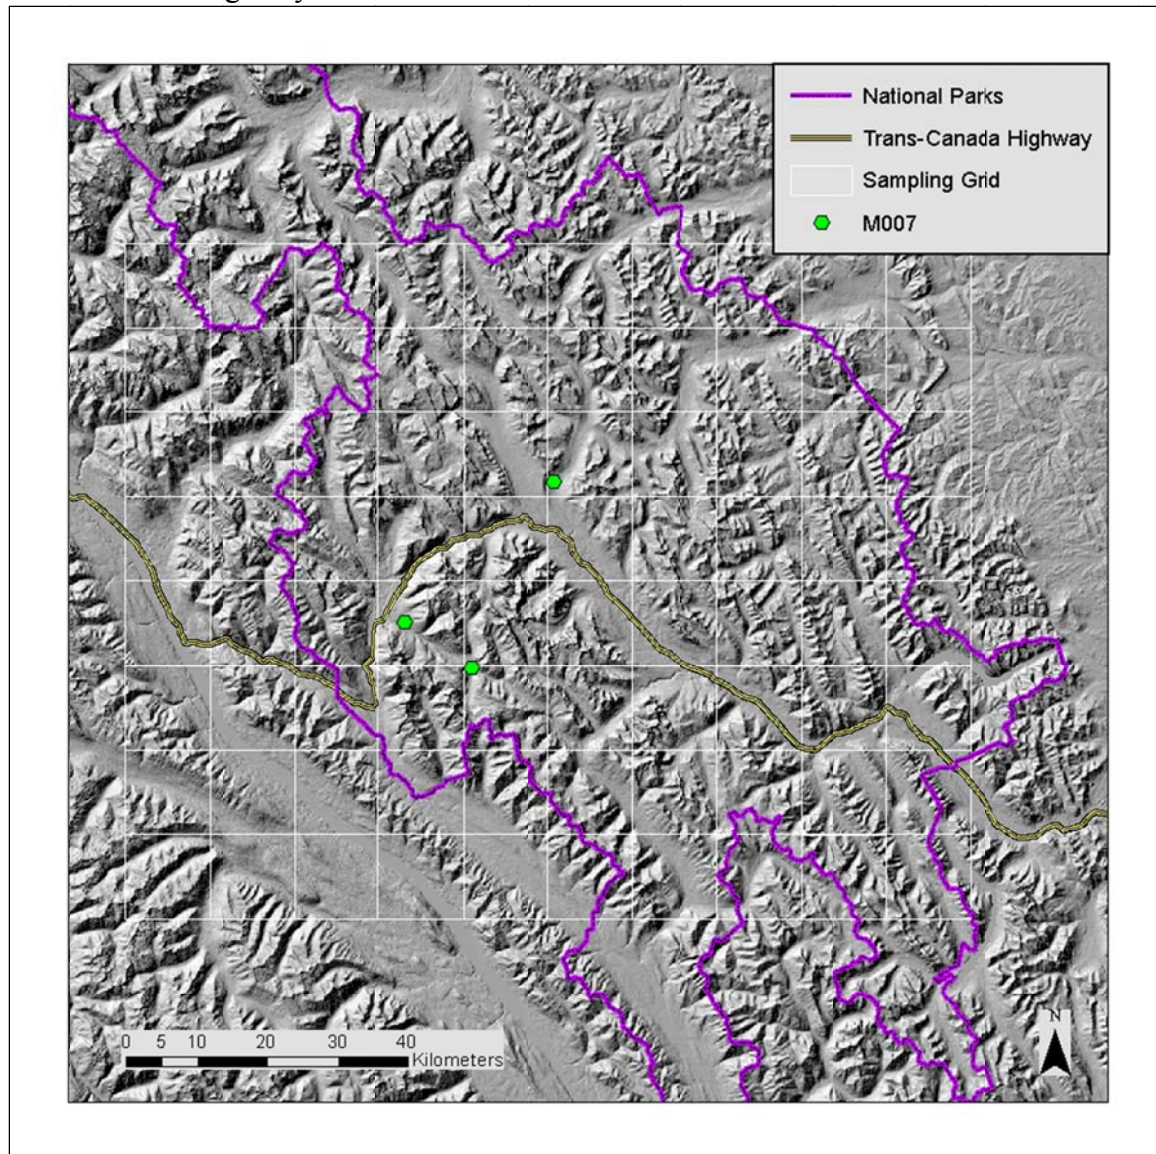 National Parks
Trans-Canada Highway
Sampling Grid
M007
N
0 5 10 20 30 40
Kilometers